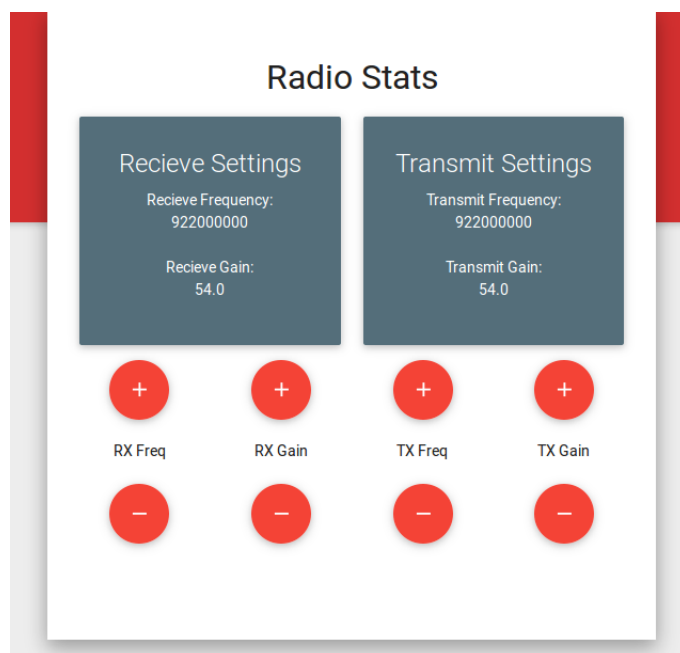 Radio Stats
Recieve Settings
Recieve Frequency:
922000000
Recieve Gain:
54.0
Transmit Settings
Transmit Frequency:
922000000
Transmit Gain:
54.0
+ + + +
RX Freq RX Gain TX Freq TX Gain
− − − −